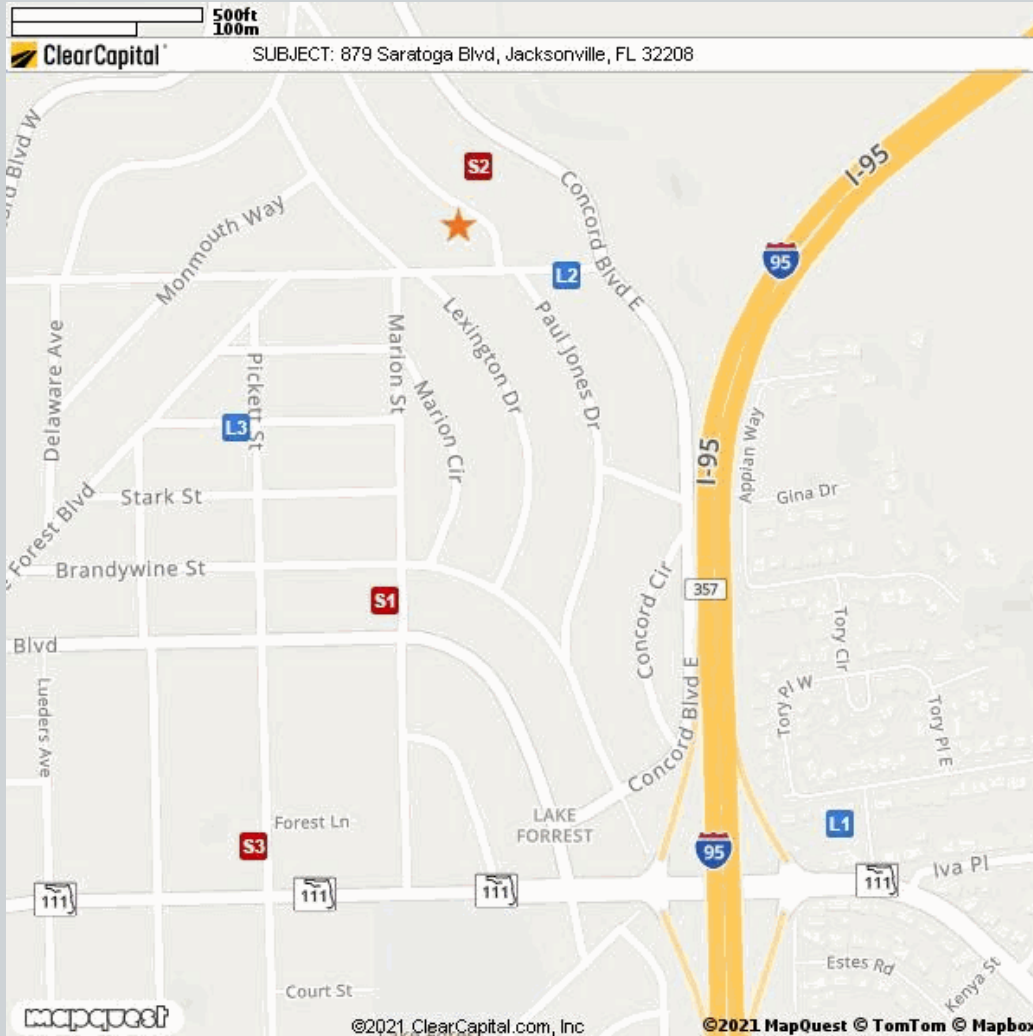 500ft
100m
ClearCapital
SUBJECT: 879 Saratoga Blvd, Jacksonville, FL 32208
ord Blvd W
S2
I-95
Concord Blvd E
Monmouth Way
95
L2
Delaware Ave
Marion St
Lexington Dr
Paul Jones Dr
Pickett St
Marion Cir
L3
I-95
Appian Way
Gina Dr
Stark St
e Forest Blvd
Brandywine St
357
S1
Concord Cir
Tory Cir
Blvd
Lueders Ave
Concord Blvd E
Tory Pl W
Tory Pl E
LAKE
FORREST
L1
Forest Ln
S3
95
Iva Pl
111
111
111
111
Estes Rd
Kenya St
Court St
mapquest
©2021 ClearCapital.com, Inc
©2021 MapQuest © TomTom © Mapbox